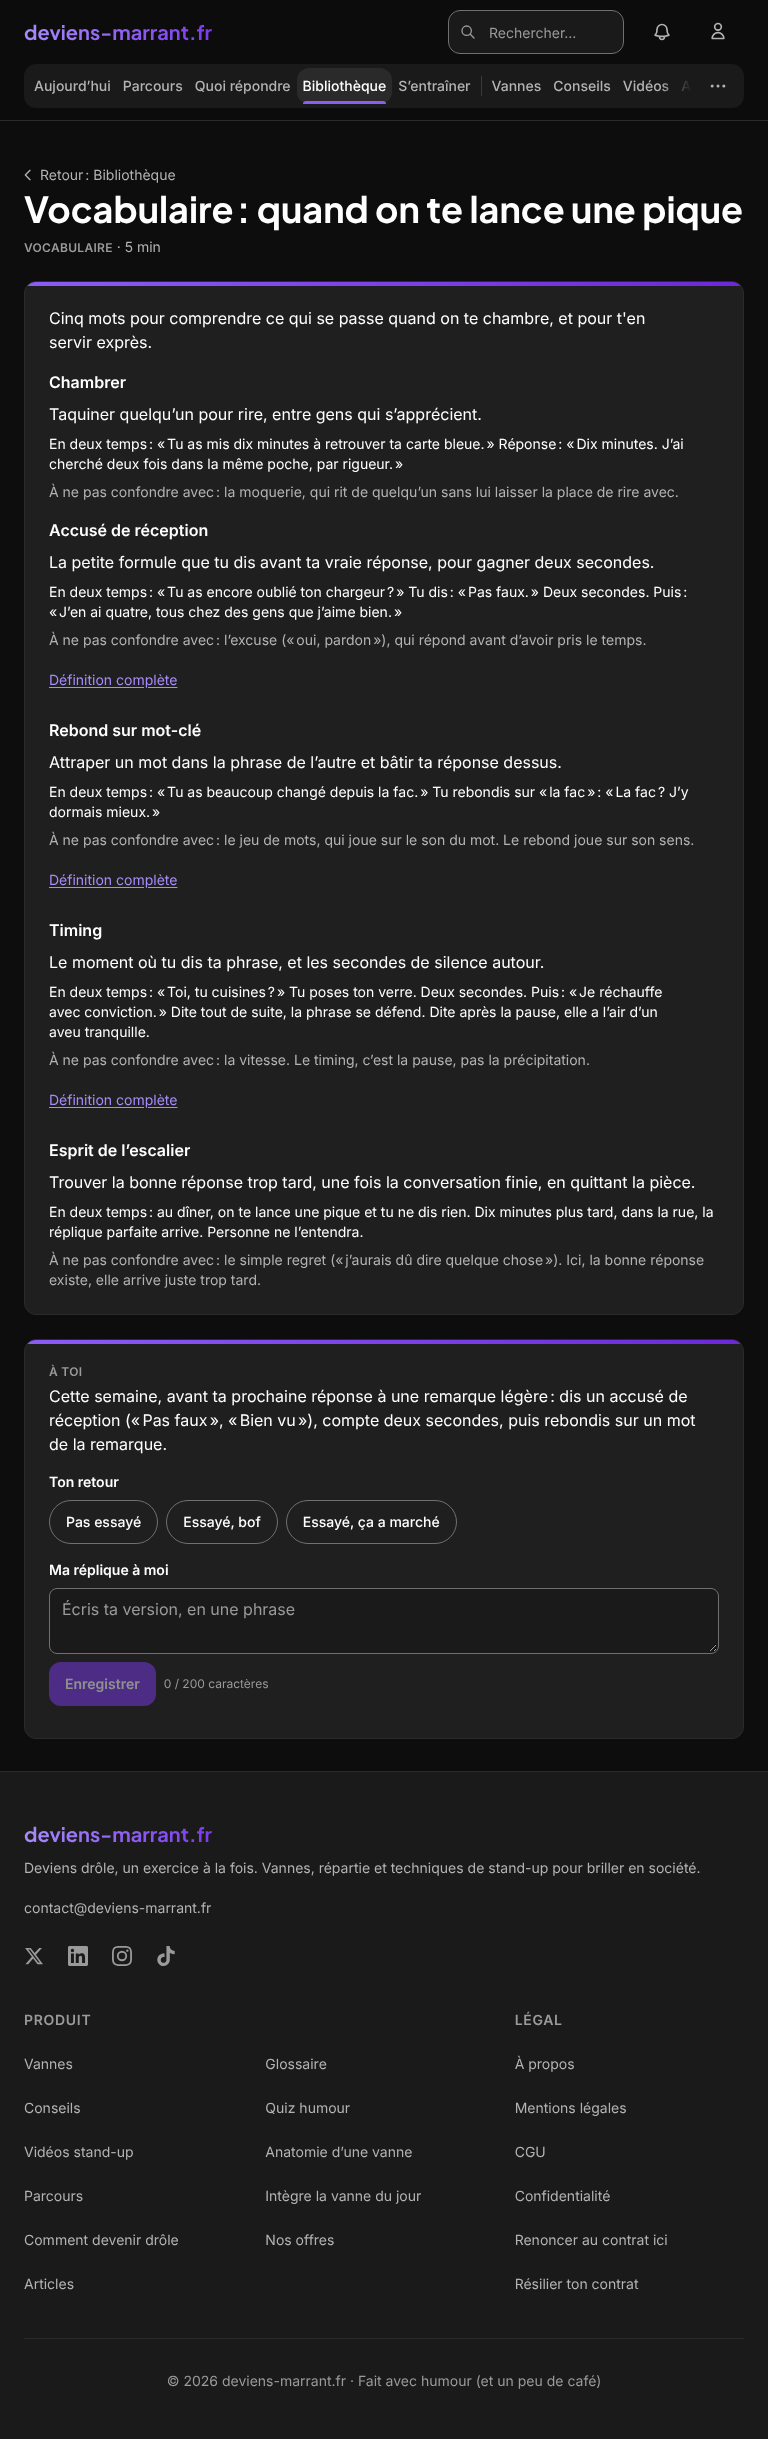 deviens-marrant.fr
Rechercher...
Aujourd’hui Parcours Quoi répondre Bibliothèque S’entraîner Vannes Conseils Vidéos
Retour : Bibliothèque
Vocabulaire : quand on te lance une pique
VOCABULAIRE · 5 min
Cinq mots pour comprendre ce qui se passe quand on te chambre, et pour t'en
servir exprès.
Chambrer
Taquiner quelqu’un pour rire, entre gens qui s’apprécient.
En deux temps : « Tu as mis dix minutes à retrouver ta carte bleue. » Réponse : « Dix minutes. J’ai
cherché deux fois dans la même poche, par rigueur. »
À ne pas confondre avec : la moquerie, qui rit de quelqu’un sans lui laisser la place de rire avec.
Accusé de réception
La petite formule que tu dis avant ta vraie réponse, pour gagner deux secondes.
En deux temps : « Tu as encore oublié ton chargeur ? » Tu dis : « Pas faux. » Deux secondes. Puis :
« J’en ai quatre, tous chez des gens que j’aime bien. »
À ne pas confondre avec : l’excuse (« oui, pardon »), qui répond avant d’avoir pris le temps.
Définition complète
Rebond sur mot-clé
Attraper un mot dans la phrase de l’autre et bâtir ta réponse dessus.
En deux temps : « Tu as beaucoup changé depuis la fac. » Tu rebondis sur « la fac » : « La fac ? J’y
dormais mieux. »
À ne pas confondre avec : le jeu de mots, qui joue sur le son du mot. Le rebond joue sur son sens.
Définition complète
Timing
Le moment où tu dis ta phrase, et les secondes de silence autour.
En deux temps : « Toi, tu cuisines ? » Tu poses ton verre. Deux secondes. Puis : « Je réchauffe
avec conviction. » Dite tout de suite, la phrase se défend. Dite après la pause, elle a l’air d’un
aveu tranquille.
À ne pas confondre avec : la vitesse. Le timing, c’est la pause, pas la précipitation.
Définition complète
Esprit de l’escalier
Trouver la bonne réponse trop tard, une fois la conversation finie, en quittant la pièce.
En deux temps : au dîner, on te lance une pique et tu ne dis rien. Dix minutes plus tard, dans la rue, la
réplique parfaite arrive. Personne ne l’entendra.
À ne pas confondre avec : le simple regret (« j’aurais dû dire quelque chose »). Ici, la bonne réponse
existe, elle arrive juste trop tard.
À TOI
Cette semaine, avant ta prochaine réponse à une remarque légère : dis un accusé de
réception (« Pas faux », « Bien vu »), compte deux secondes, puis rebondis sur un mot
de la remarque.
Ton retour
Pas essayé Essayé, bof Essayé, ça a marché
Ma réplique à moi
Écris ta version, en une phrase
Enregistrer 0 / 200 caractères
deviens-marrant.fr
Deviens drôle, un exercice à la fois. Vannes, répartie et techniques de stand-up pour briller en société.
contact@deviens-marrant.fr
PRODUIT LÉGAL
Vannes Glossaire À propos
Conseils Quiz humour Mentions légales
Vidéos stand-up Anatomie d’une vanne CGU
Parcours Intègre la vanne du jour Confidentialité
Comment devenir drôle Nos offres Renoncer au contrat ici
Articles Résilier ton contrat
© 2026 deviens-marrant.fr · Fait avec humour (et un peu de café)